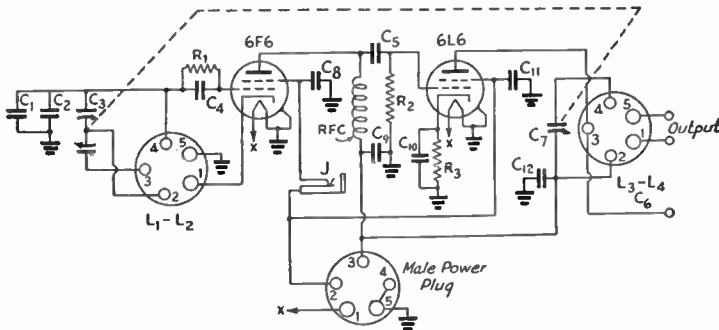 6F6
6L6
R1
C5
C1
C2
C3
C4
C8
C11
R2
RFC
C9
C10
R3
x
x
C7
C12
J
4
5
3
1
2
L1-L2
4
5
3
1
2
Output
L3-L4
C6
3
4
2
5
1
x
Male Power
Plug